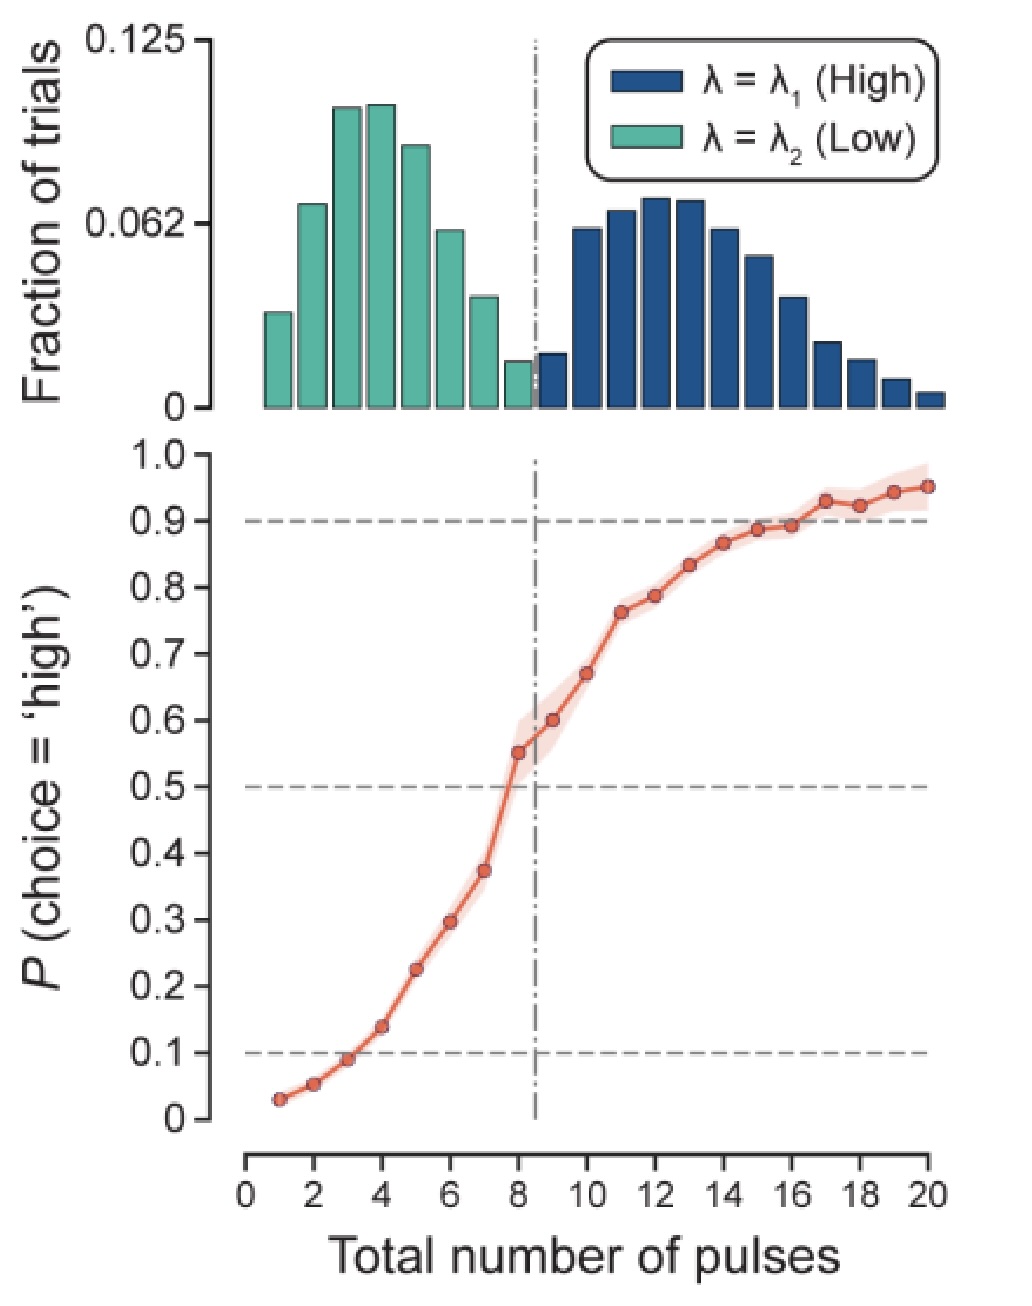 Fraction of trials
0.125
0.062
0
λ = λ₁ (High)
λ = λ₂ (Low)
P (choice = ‘high’)
1.0
0.9
0.8
0.7
0.6
0.5
0.4
0.3
0.2
0.1
0
0 2 4 6 8 10 12 14 16 18 20
Total number of pulses